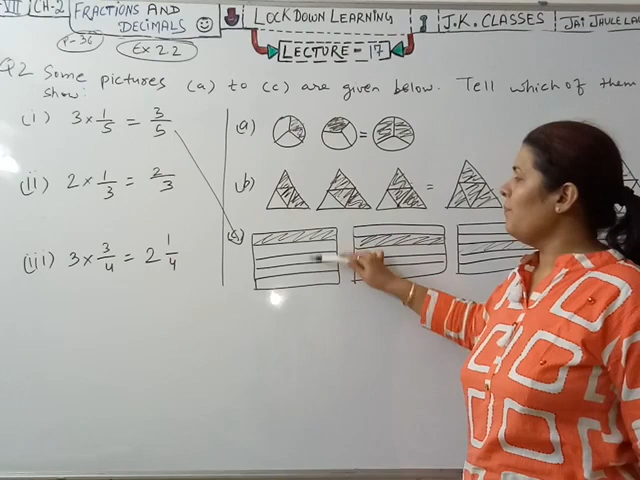 VII CH-2 FRACTIONS AND DECIMALS LOCKDOWN LEARNING J.K. CLASSES JAI JHULELA
P-36 Ex 2.2 LECTURE = 17
Q2 Some pictures (a) to (c) are given below. Tell which of them
show:
(i) 3 × 1/5 = 3/5 (a) =
(ii) 2 × 1/3 = 2/3 (b) =
(iii) 3 × 3/4 = 2 1/4 (c)